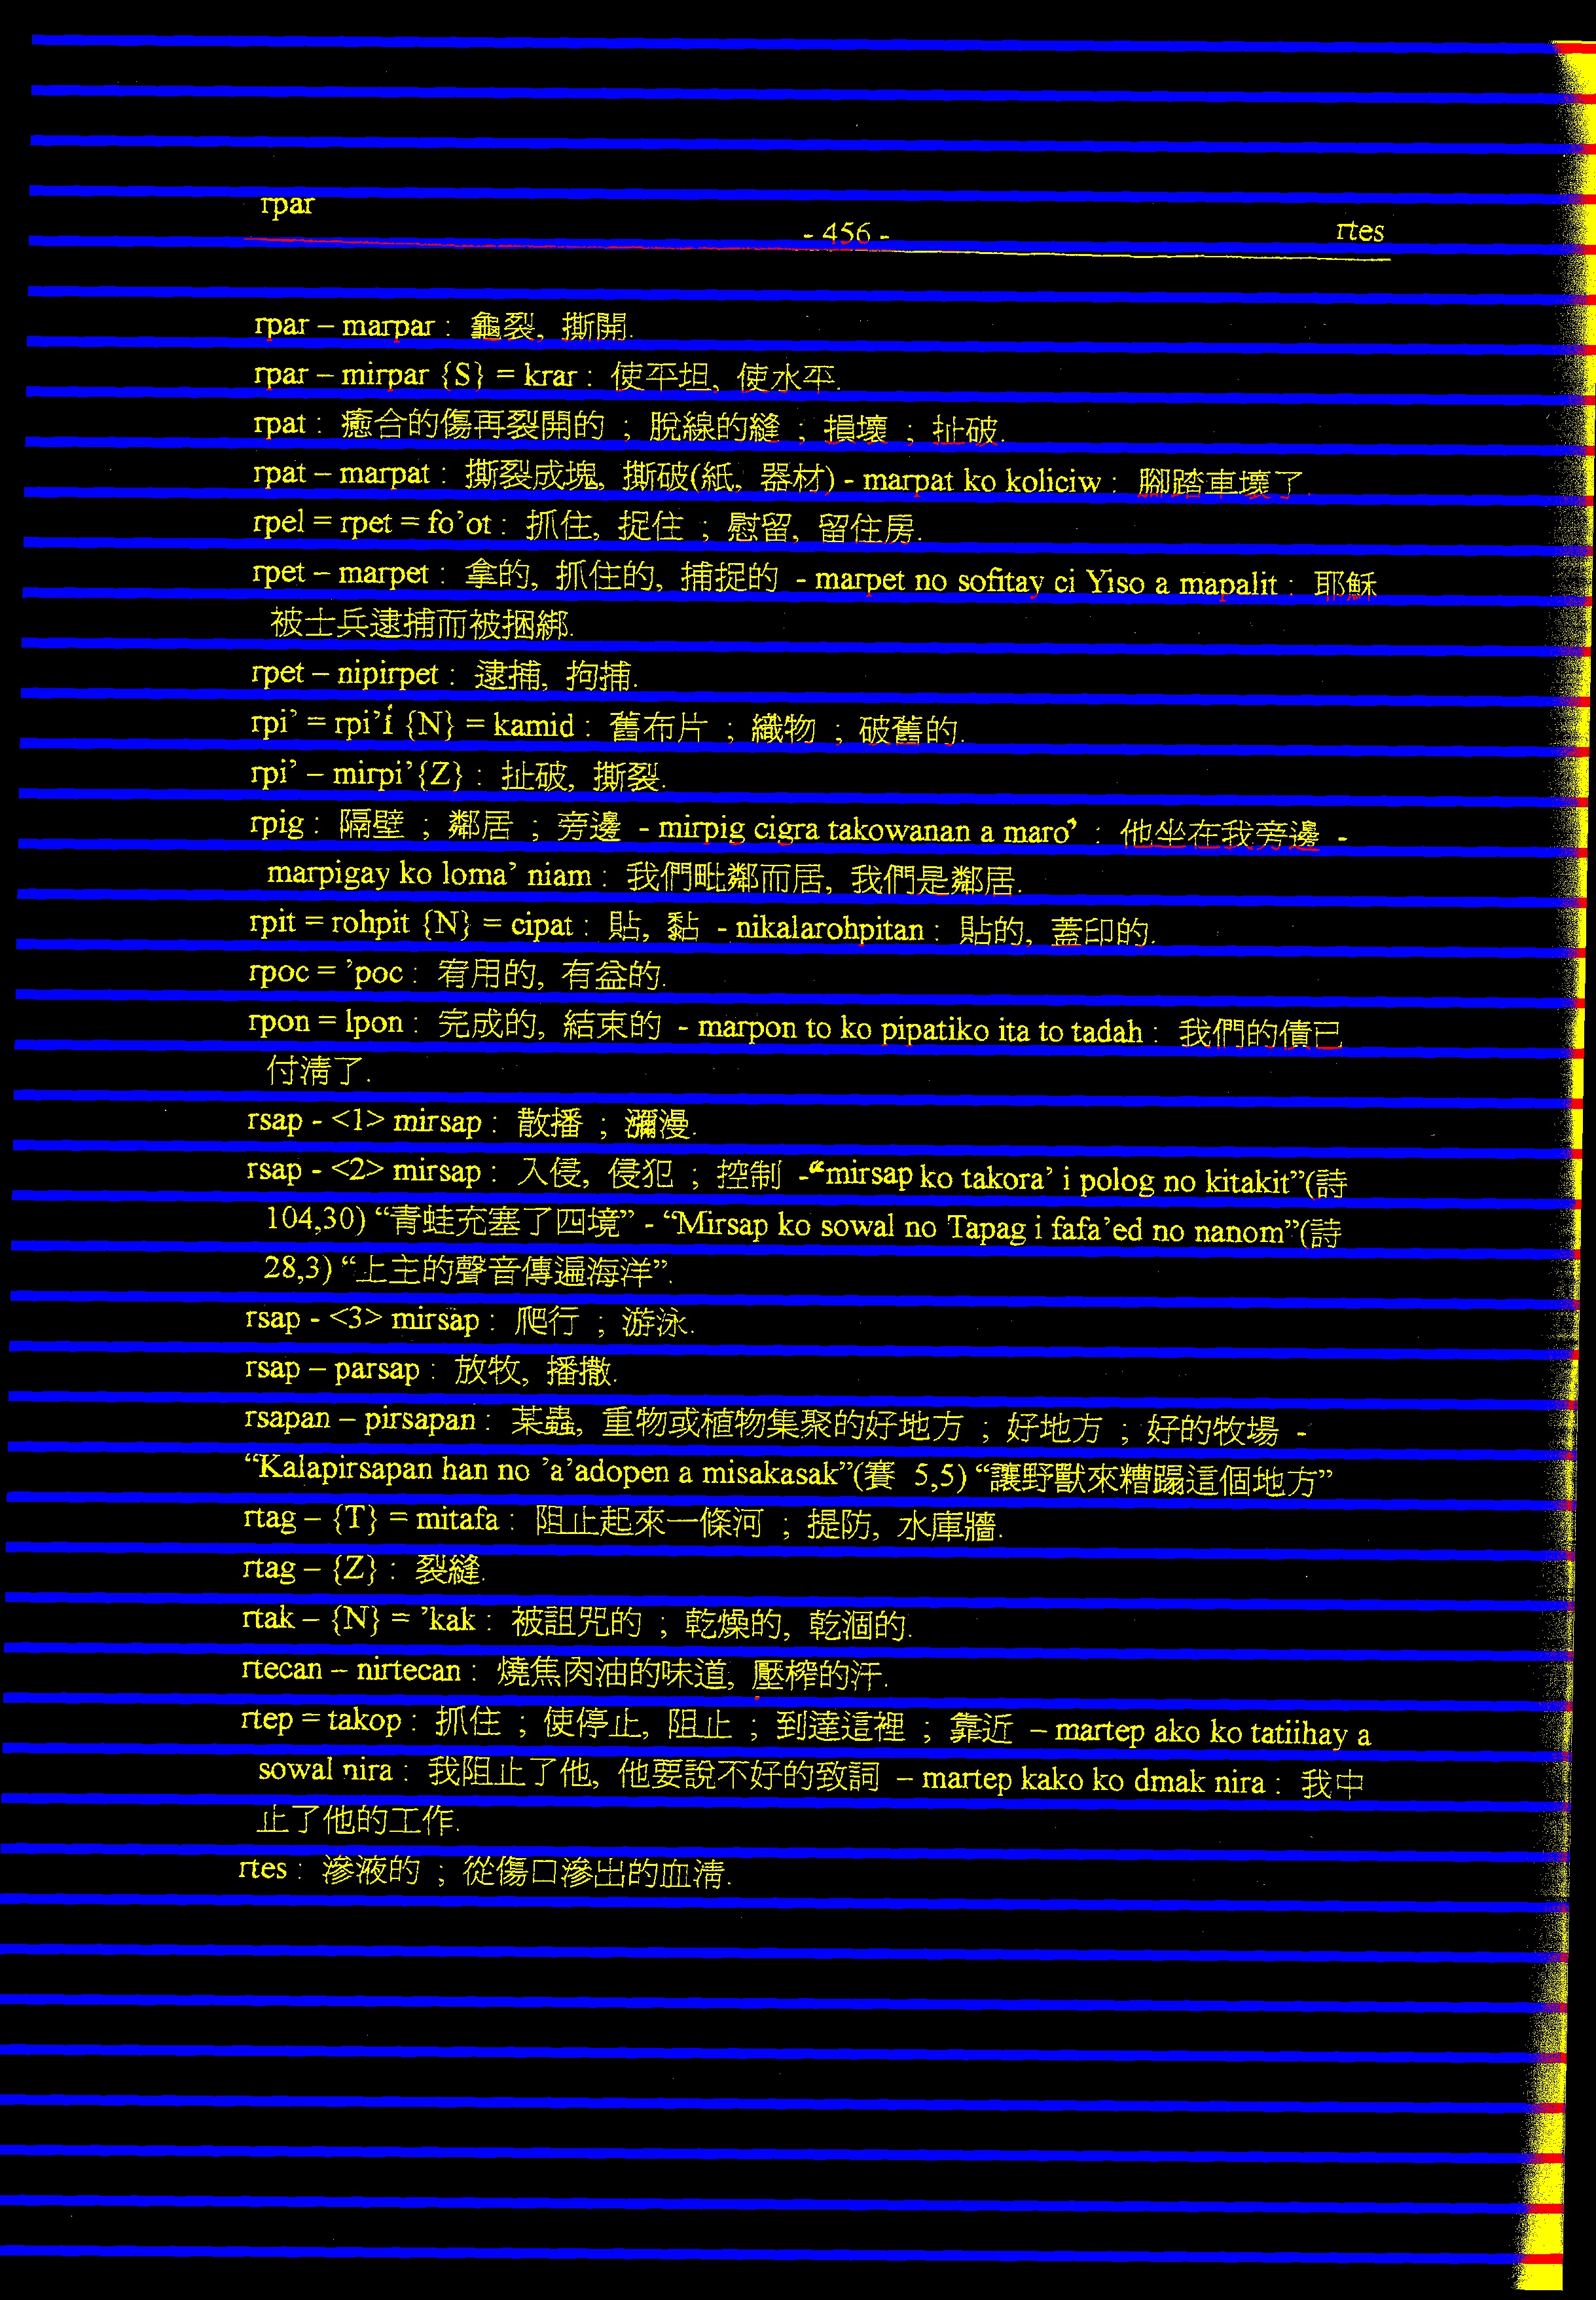 rpar
- 456 -
rtes
rpar – marpar : 龜裂, 撕開.
rpar – mirpar {S} = krar : 使平坦, 使水平.
rpat : 癒合的傷再裂開的 ; 脫線的縫 ; 損壞 ; 扯破.
rpat – marpat : 撕裂成塊, 撕破(紙, 器材) - marpat ko koliciw : 腳踏車壞了.
rpel = rpet = fo’ot : 抓住, 捉住 ; 慰留, 留住房.
rpet – marpet : 拿的, 抓住的, 捕捉的 - marpet no sofitay ci Yiso a mapalit : 耶穌
被士兵逮捕而被捆綁.
rpet – nipirpet : 逮捕, 拘捕.
rpi’ = rpi’í {N} = kamid : 舊布片 ; 織物 ; 破舊的.
rpi’ – mirpi’{Z} : 扯破, 撕裂.
rpig : 隔壁 ; 鄰居 ; 旁邊 - mirpig cigra takowanan a maro’ : 他坐在我旁邊 -
marpigay ko loma’ niam : 我們毗鄰而居, 我們是鄰居.
rpit = rohpit {N} = cipat : 貼, 黏 - nikalarohpitan : 貼的, 蓋印的.
rpoc = ’poc : 有用的, 有益的.
rpon = lpon : 完成的, 結束的 - marpon to ko pipatiko ita to tadah : 我們的債已
付清了.
rsap - <1> mirsap : 散播 ; 瀰漫.
rsap - <2> mirsap : 入侵, 侵犯 ; 控制 -“mirsap ko takora’ i polog no kitakit”(詩
104,30) “青蛙充塞了四境” - “Mirsap ko sowal no Tapag i fafa’ed no nanom”(詩
28,3) “上主的聲音傳遍海洋”.
rsap - <3> mirsap : 爬行 ; 游泳.
rsap – parsap : 放牧, 播撒.
rsapan – pirsapan : 某蟲, 重物或植物集聚的好地方 ; 好地方 ; 好的牧場 -
“Kalapirsapan han no ’a’adopen a misakasak”(賽 5,5) “讓野獸來糟蹋這個地方”
rtag – {T} = mitafa : 阻止起來一條河 ; 提防, 水庫牆.
rtag – {Z} : 裂縫.
rtak – {N} = ’kak : 被詛咒的 ; 乾燥的, 乾涸的.
rtecan – nirtecan : 燒焦肉油的味道, 壓榨的汗.
rtep = takop : 抓住 ; 使停止, 阻止 ; 到達這裡 ; 靠近 – martep ako ko tatiihay a
sowal nira : 我阻止了他, 他要說不好的致詞 – martep kako ko dmak nira : 我中
止了他的工作.
rtes : 滲液的 ; 從傷口滲出的血清.